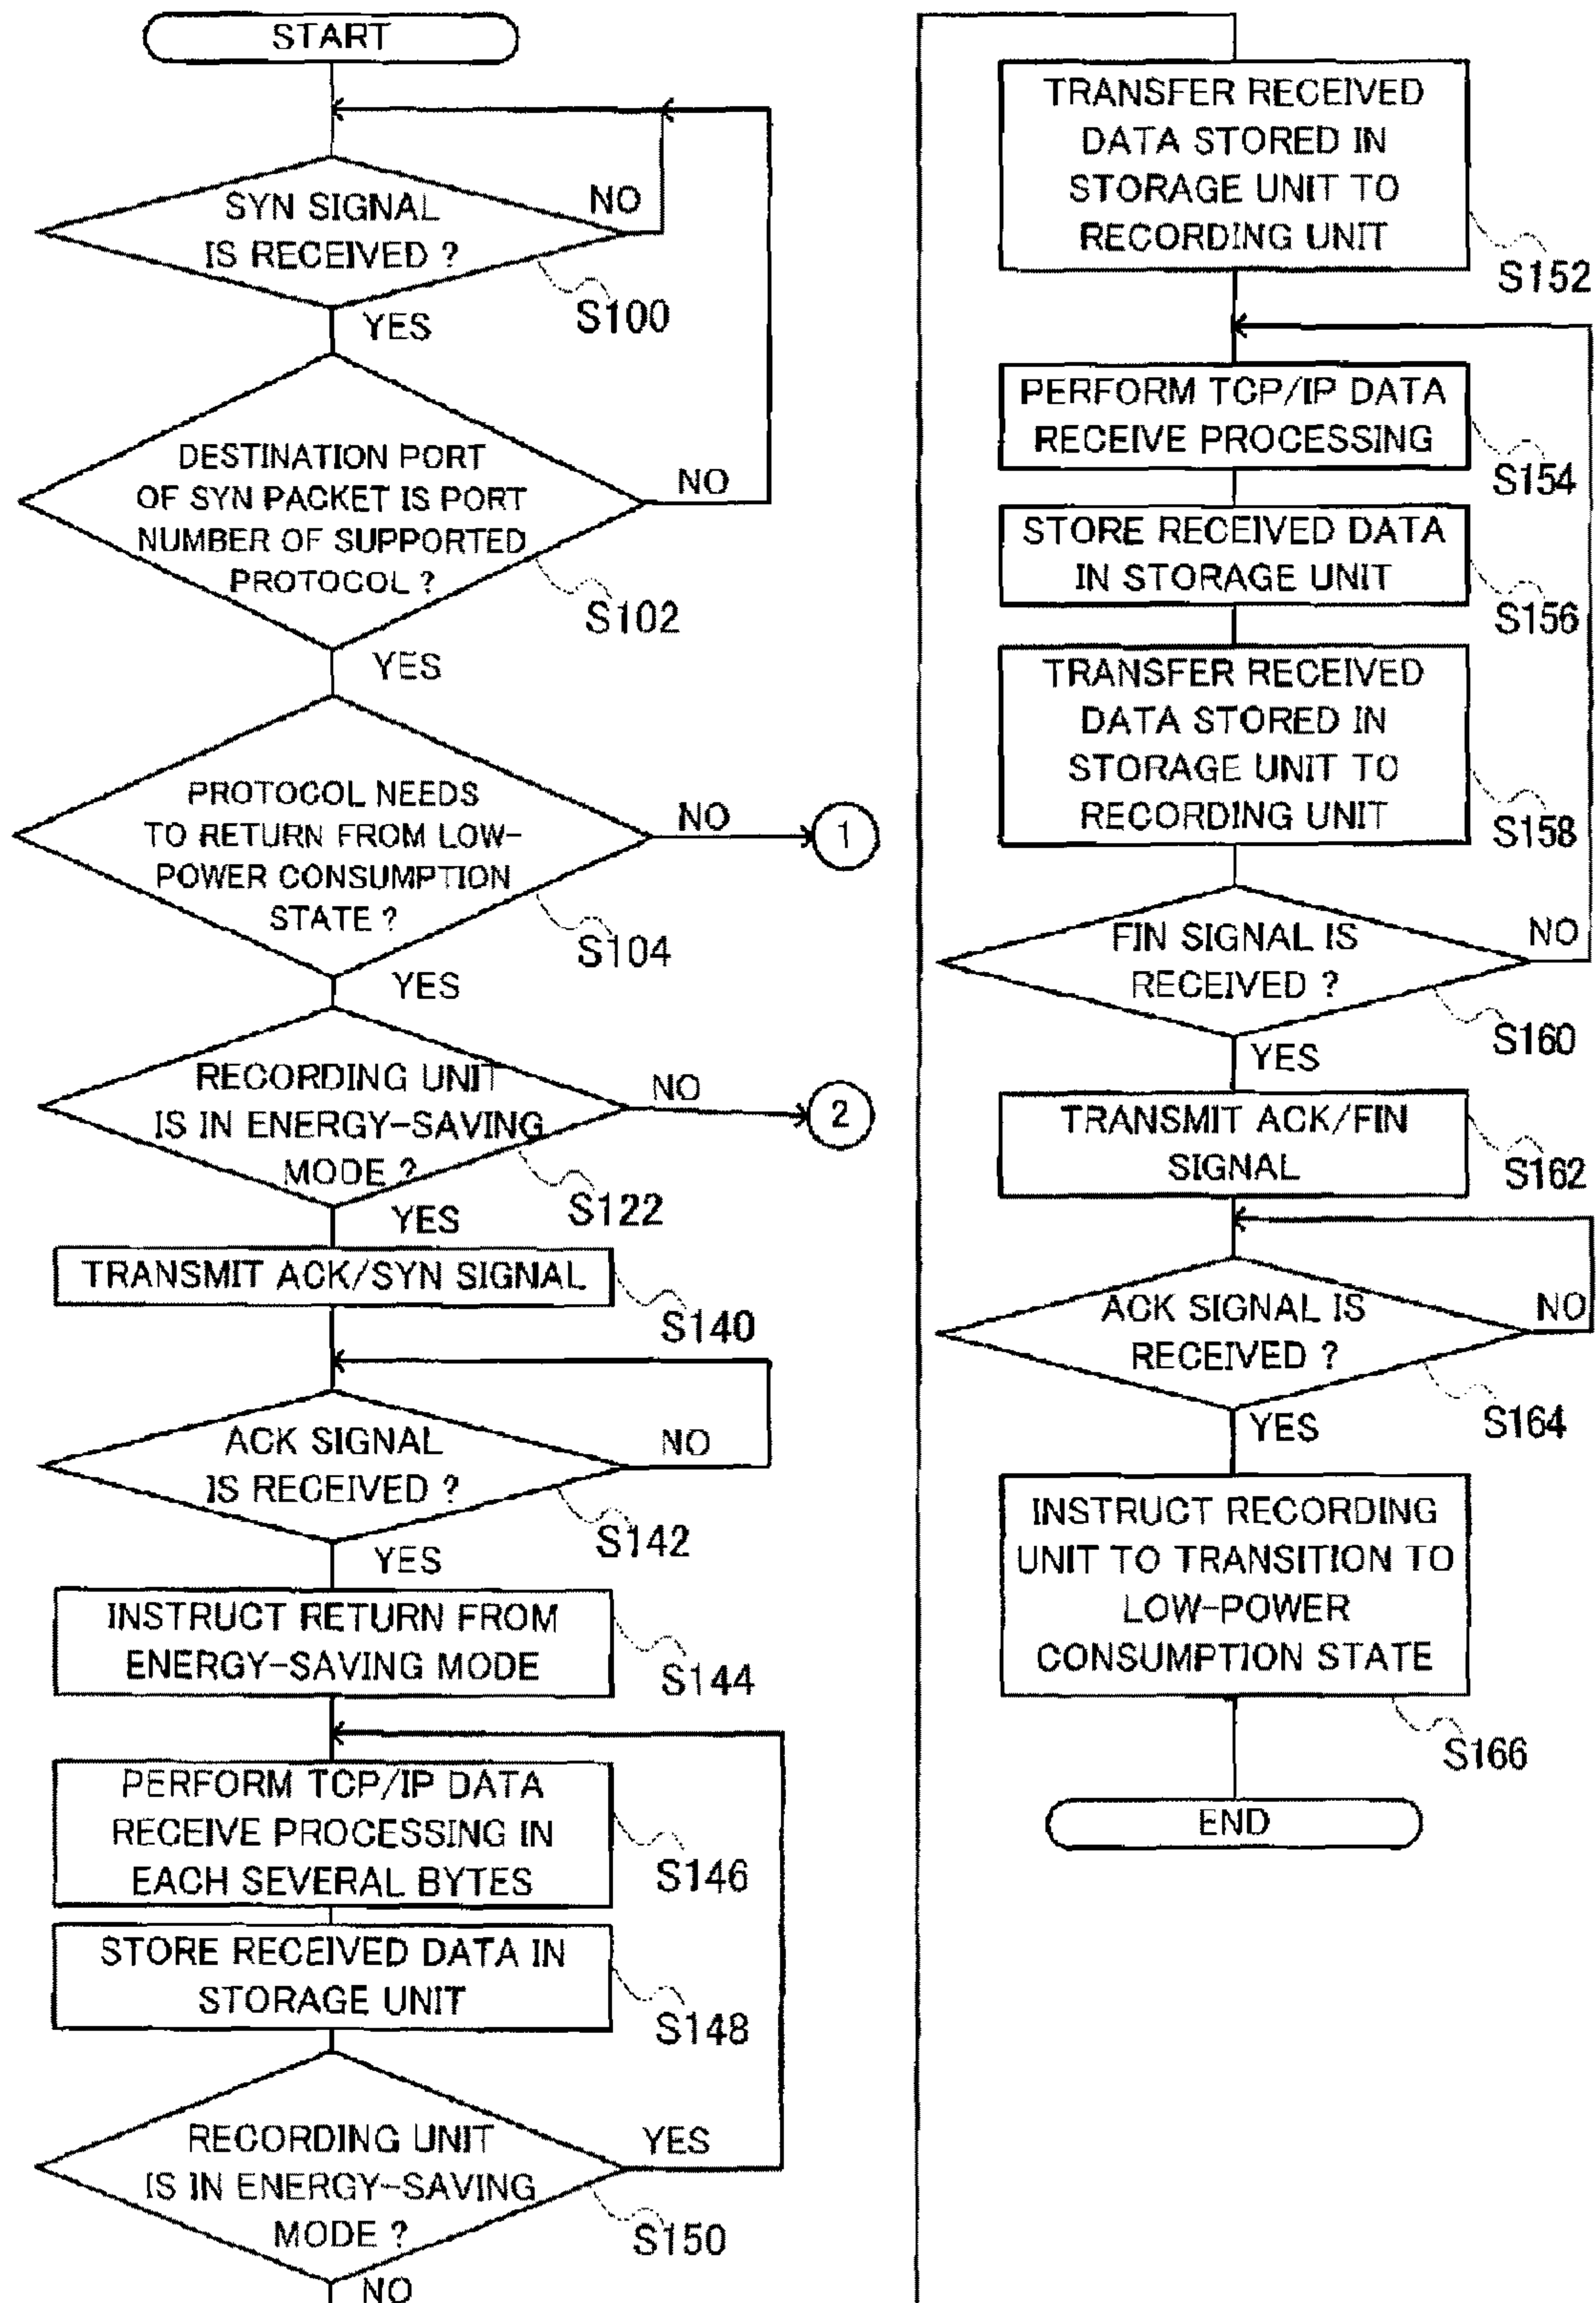 START
SYN SIGNAL
IS RECEIVED ?
NO
S100
YES
DESTINATION PORT
OF SYN PACKET IS PORT
NUMBER OF SUPPORTED
PROTOCOL ?
NO
S102
YES
PROTOCOL NEEDS
TO RETURN FROM LOW-
POWER CONSUMPTION
STATE ?
NO
1
S104
YES
RECORDING UNIT
IS IN ENERGY-SAVING
MODE ?
NO
2
S122
YES
TRANSMIT ACK/SYN SIGNAL
S140
ACK SIGNAL
IS RECEIVED ?
NO
S142
YES
INSTRUCT RETURN FROM
ENERGY-SAVING MODE
S144
PERFORM TCP/IP DATA
RECEIVE PROCESSING IN
EACH SEVERAL BYTES
S146
STORE RECEIVED DATA IN
STORAGE UNIT
S148
RECORDING UNIT
IS IN ENERGY-SAVING
MODE ?
YES
S150
NO
TRANSFER RECEIVED
DATA STORED IN
STORAGE UNIT TO
RECORDING UNIT
S152
PERFORM TCP/IP DATA
RECEIVE PROCESSING
S154
STORE RECEIVED DATA
IN STORAGE UNIT
S156
TRANSFER RECEIVED
DATA STORED IN
STORAGE UNIT TO
RECORDING UNIT
S158
FIN SIGNAL IS
RECEIVED ?
NO
S160
YES
TRANSMIT ACK/FIN
SIGNAL
S162
ACK SIGNAL IS
RECEIVED ?
NO
S164
YES
INSTRUCT RECORDING
UNIT TO TRANSITION TO
LOW-POWER
CONSUMPTION STATE
S166
END